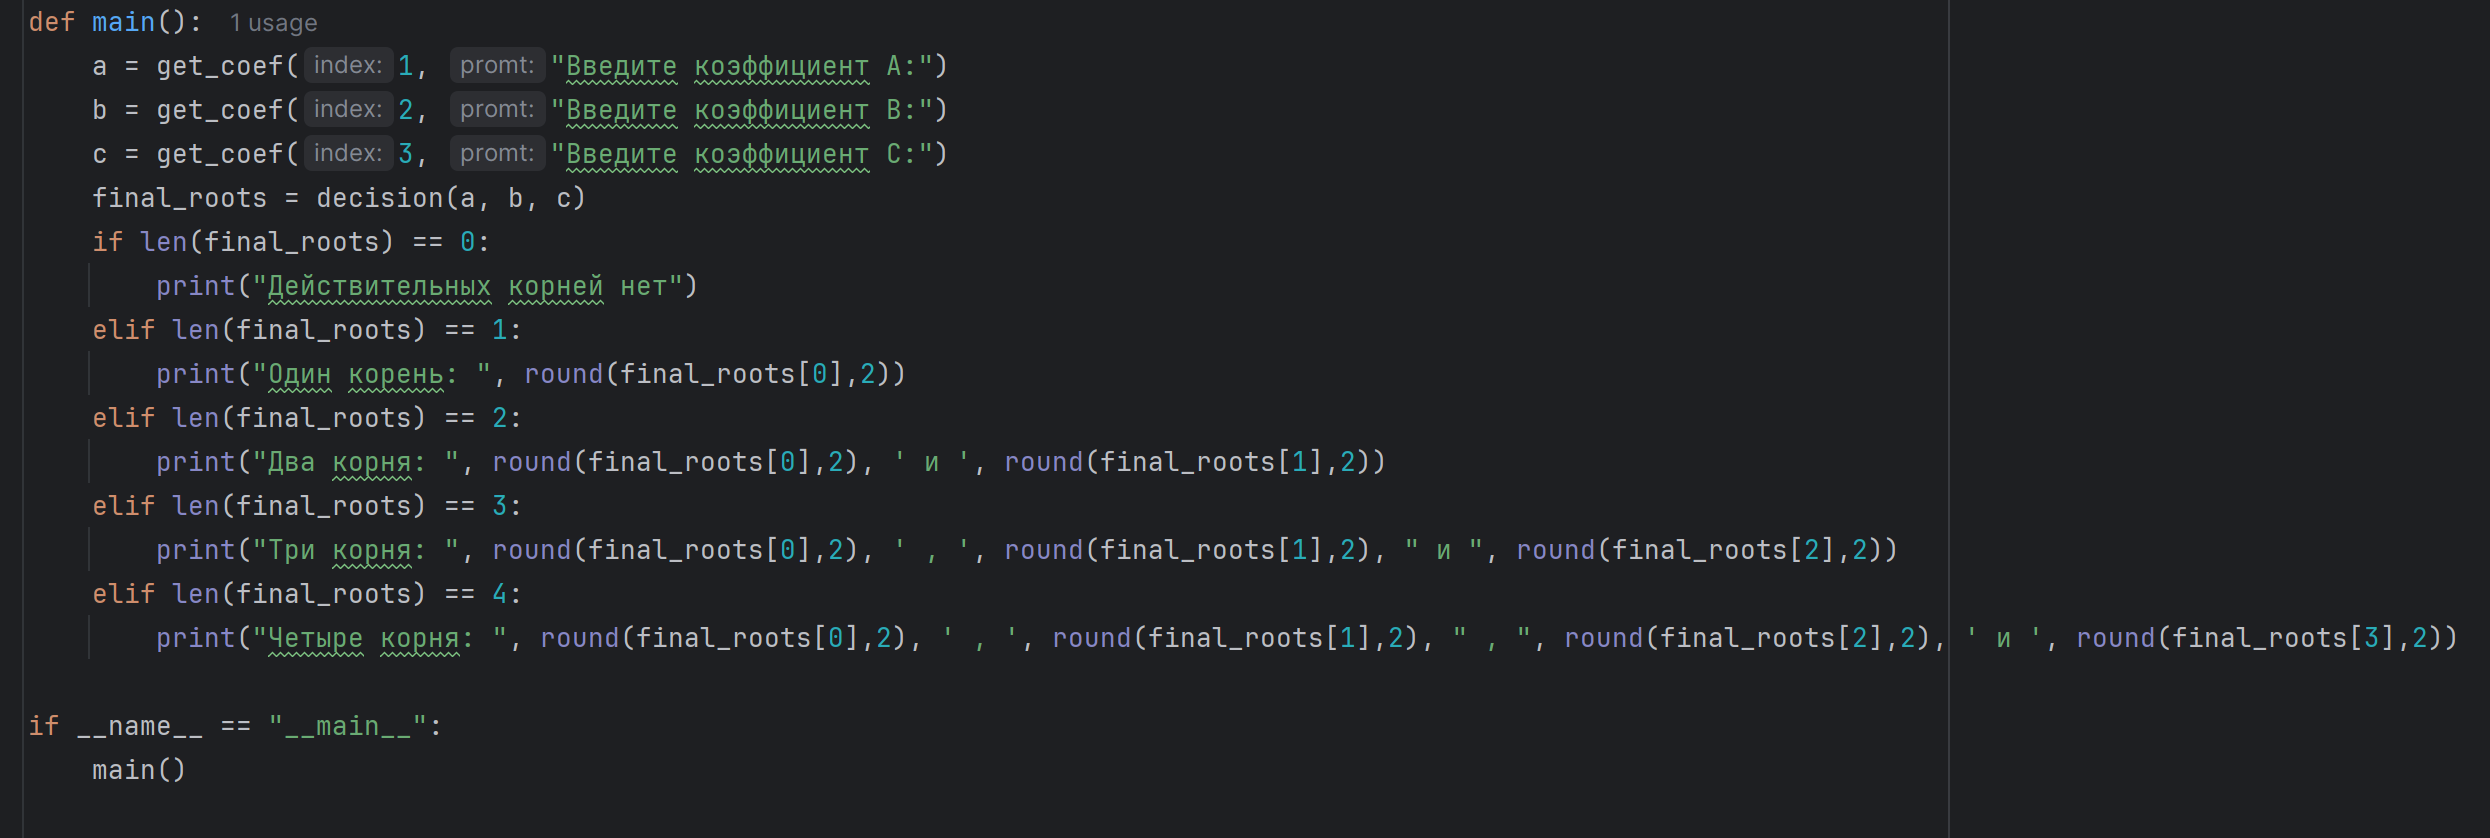 def main(): 1 usage
    a = get_coef(index: 1, promt: "Введите коэффициент A:")
    b = get_coef(index: 2, promt: "Введите коэффициент B:")
    c = get_coef(index: 3, promt: "Введите коэффициент C:")
    final_roots = decision(a, b, c)
    if len(final_roots) == 0:
        print("Действительных корней нет")
    elif len(final_roots) == 1:
        print("Один корень: ", round(final_roots[0],2))
    elif len(final_roots) == 2:
        print("Два корня: ", round(final_roots[0],2), ' и ', round(final_roots[1],2))
    elif len(final_roots) == 3:
        print("Три корня: ", round(final_roots[0],2), ' , ', round(final_roots[1],2), " и ", round(final_roots[2],2))
    elif len(final_roots) == 4:
        print("Четыре корня: ", round(final_roots[0],2), ' , ', round(final_roots[1],2), " , ", round(final_roots[2],2), ' и ', round(final_roots[3],2))
if __name__ == "__main__":
    main()